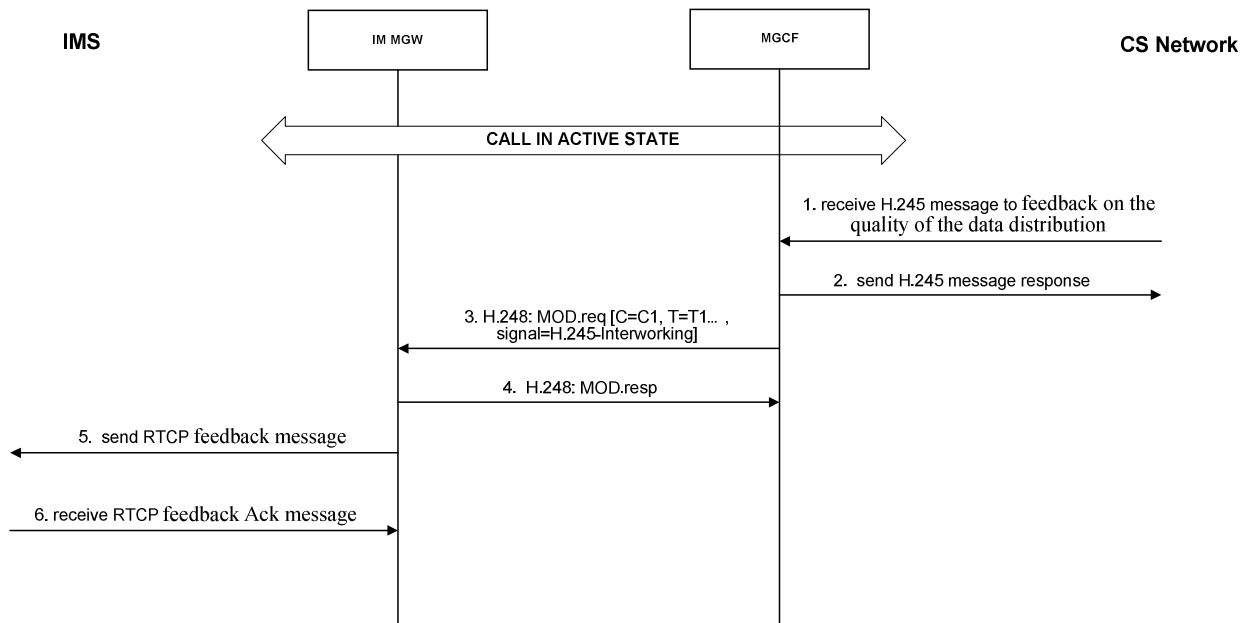 IMS
IM MGW
MGCF
CS Network
CALL IN ACTIVE STATE
1. receive H.245 message to feedback on the
quality of the data distribution
2. send H.245 message response
3. H.248: MOD.req [C=C1, T=T1... ,
signal=H.245-Interworking]
4. H.248: MOD.resp
5. send RTCP feedback message
6. receive RTCP feedback Ack message